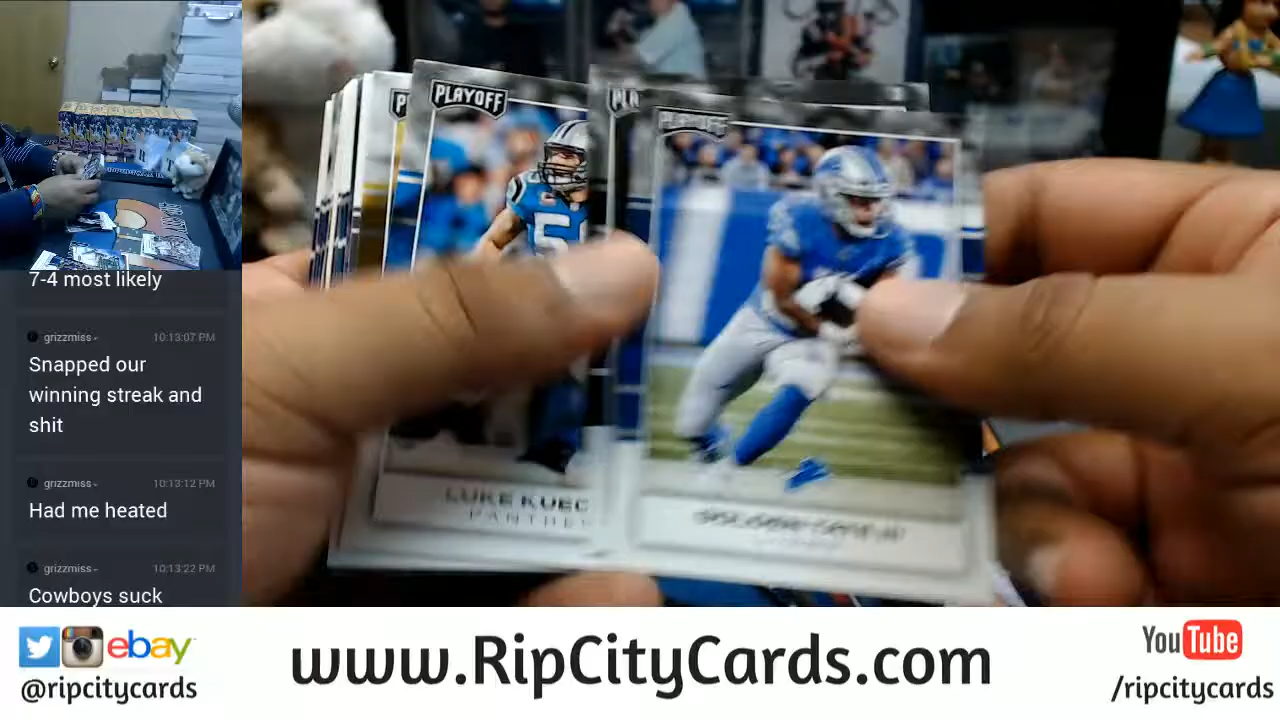 7-4 most likely
grizzmiss-
10:13:07 PM
Snapped our
winning streak and
shit
grizzmiss-
10:13:12 PM
Had me heated
grizzmiss-
10:13:22 PM
Cowboys suck
PLAYOFF
PLAYOFF
LUKE KUEC
PANTHE
ebay
@ripcitycards
www.RipCityCards.com
YouTube
/ripcitycards